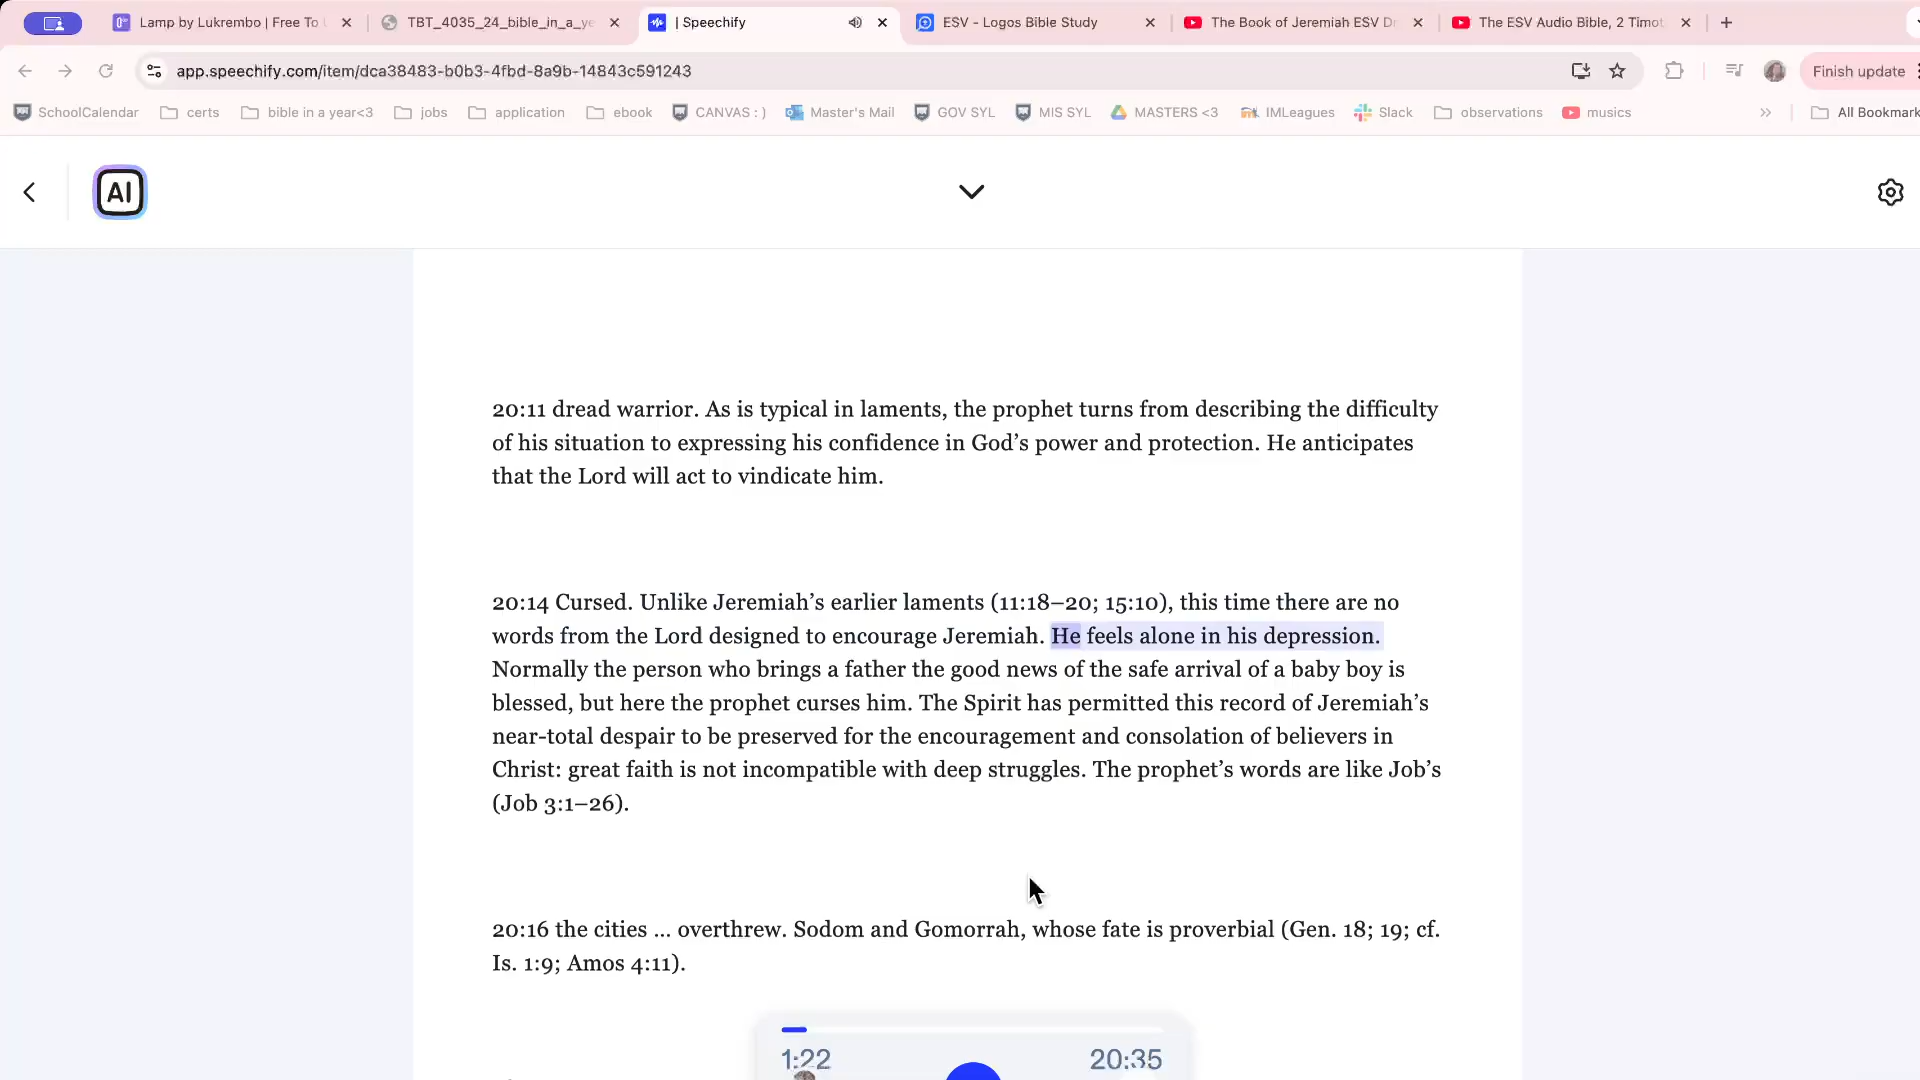 Lamp by Lukrembo | Free To
TBT_4035_24_bible_in_a_ye
| Speechify
ESV - Logos Bible Study
The Book of Jeremiah ESV Dr
The ESV Audio Bible, 2 Timot
app.speechify.com/item/dca38483-b0b3-4fbd-8a9b-14843c591243
Finish update
SchoolCalendar
certs
bible in a year<3
jobs
application
ebook
CANVAS : )
Master's Mail
GOV SYL
MIS SYL
MASTERS <3
IMLeagues
Slack
observations
musics
All Bookmark
AI
20:11 dread warrior. As is typical in laments, the prophet turns from describing the difficulty
of his situation to expressing his confidence in God’s power and protection. He anticipates
that the Lord will act to vindicate him.
20:14 Cursed. Unlike Jeremiah’s earlier laments (11:18–20; 15:10), this time there are no
words from the Lord designed to encourage Jeremiah. He feels alone in his depression.
Normally the person who brings a father the good news of the safe arrival of a baby boy is
blessed, but here the prophet curses him. The Spirit has permitted this record of Jeremiah’s
near-total despair to be preserved for the encouragement and consolation of believers in
Christ: great faith is not incompatible with deep struggles. The prophet’s words are like Job’s
(Job 3:1–26).
20:16 the cities ... overthrew. Sodom and Gomorrah, whose fate is proverbial (Gen. 18; 19; cf.
Is. 1:9; Amos 4:11).
1:22
20:35